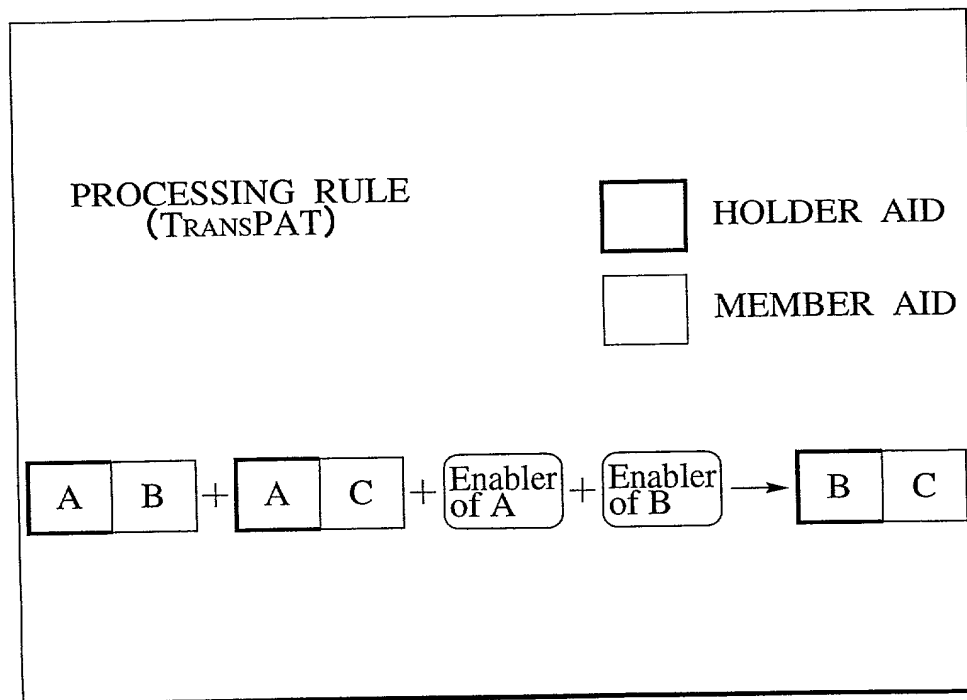 PROCESSING RULE
(TRANSPAT)
HOLDER AID
MEMBER AID
A B + A C + Enabler of A + Enabler of B → B C